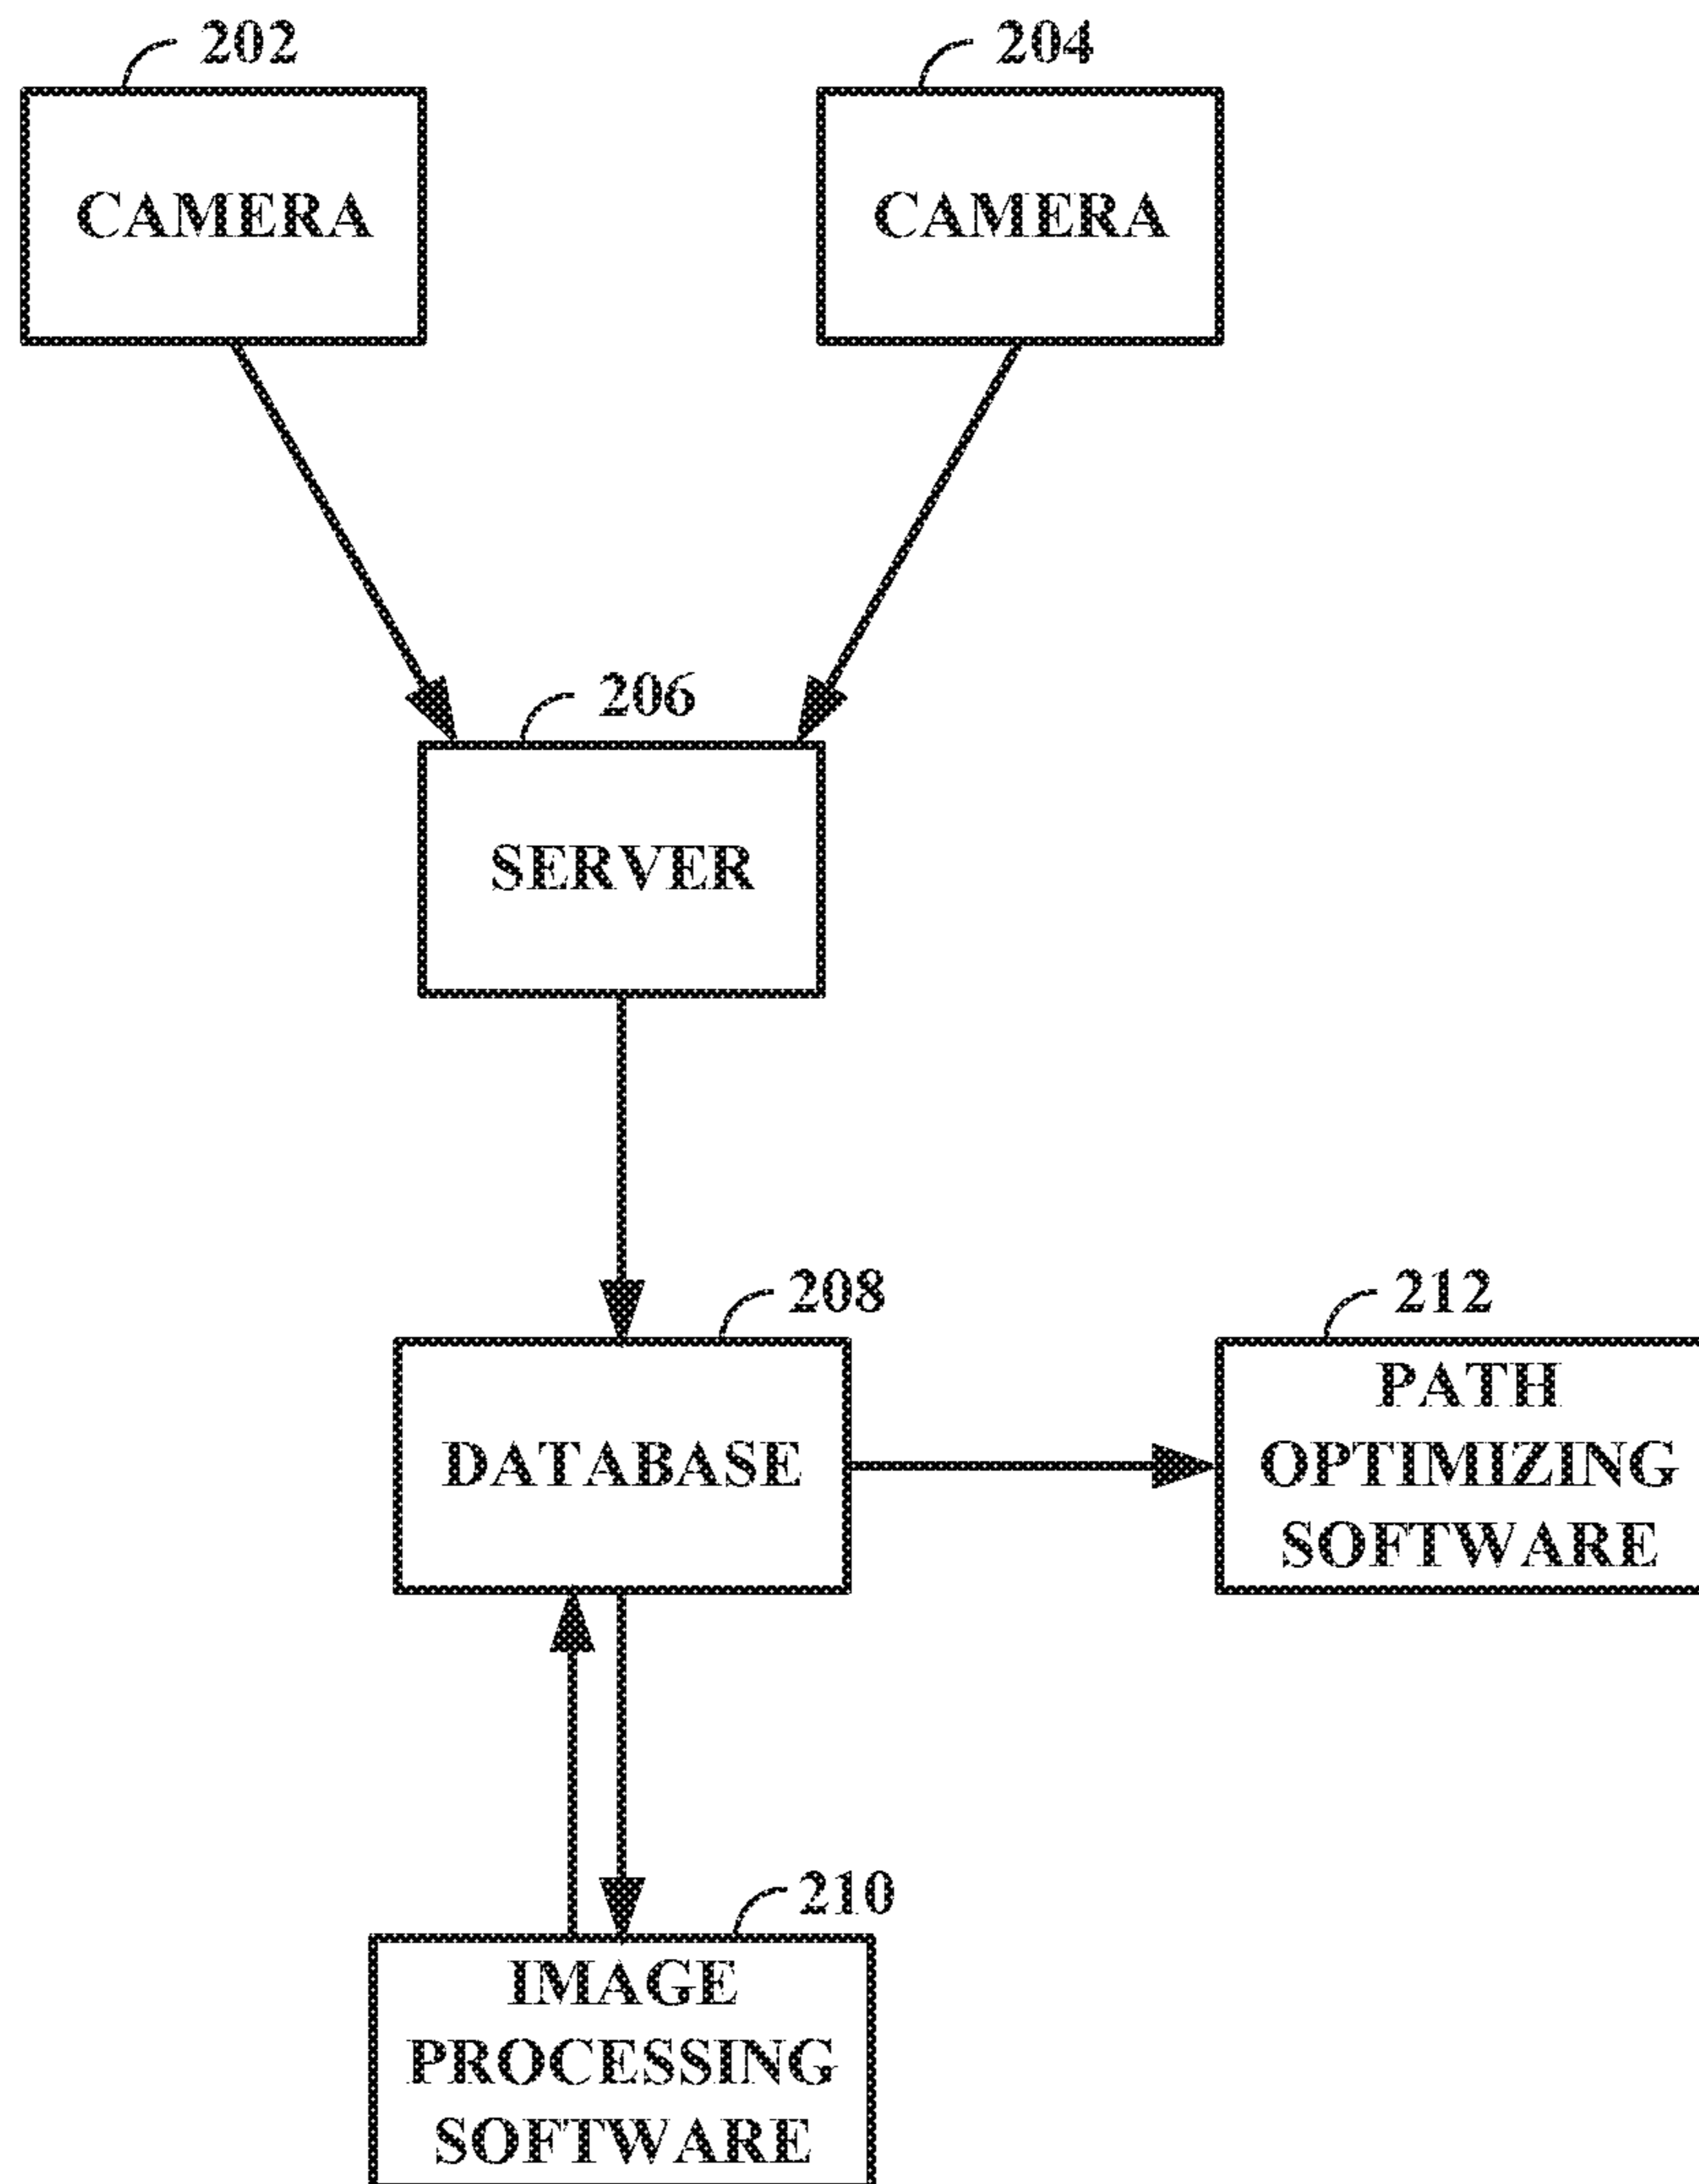 202
204
CAMERA
CAMERA
206
SERVER
208
212
DATABASE
PATH
OPTIMIZING
SOFTWARE
210
IMAGE
PROCESSING
SOFTWARE